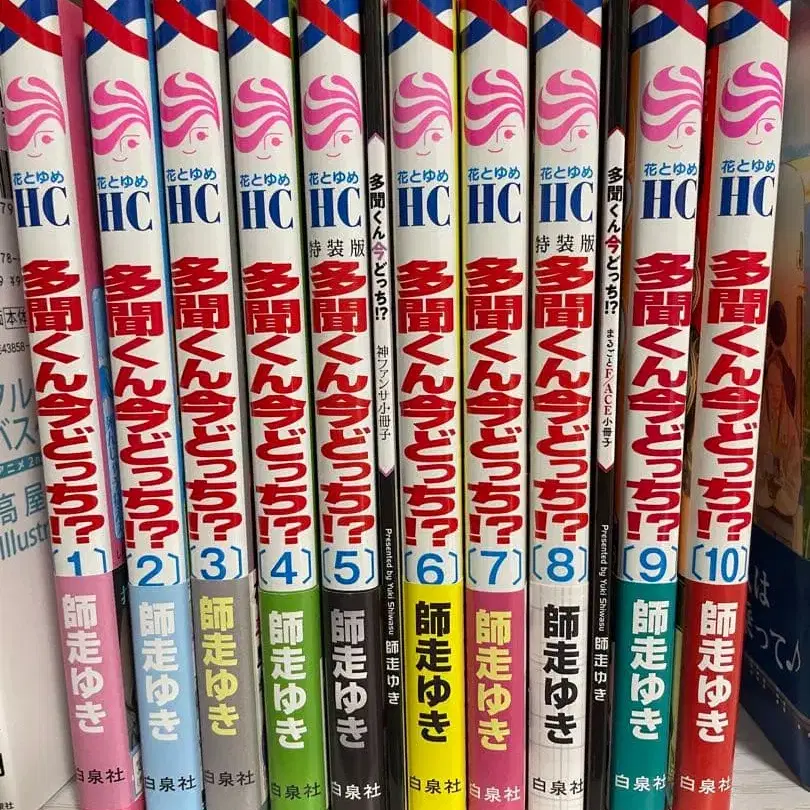 花とゆめ
HC
多聞くん今どっち!?
(1)
師走ゆき
白泉社
花とゆめ
HC
多聞くん今どっち!?
(2)
師走ゆき
白泉社
花とゆめ
HC
多聞くん今どっち!?
(3)
師走ゆき
白泉社
花とゆめ
HC
多聞くん今どっち!?
(4)
師走ゆき
白泉社
花とゆめ
HC
特装版
多聞くん今どっち!?
(5)
師走ゆき
白泉社
多聞くん今どっち!?
神ファンサ小冊子
Presented by Yuki Shiwasu
師走ゆき
花とゆめ
HC
多聞くん今どっち!?
(6)
師走ゆき
白泉社
花とゆめ
HC
多聞くん今どっち!?
(7)
師走ゆき
白泉社
花とゆめ
HC
特装版
多聞くん今どっち!?
(8)
師走ゆき
白泉社
多聞くん今どっち!?
まるごとF/ACE小冊子
Presented by Yuki Shiwasu
師走ゆき
花とゆめ
HC
多聞くん今どっち!?
(9)
師走ゆき
白泉社
花とゆめ
HC
多聞くん今どっち!?
(10)
師走ゆき
白泉社